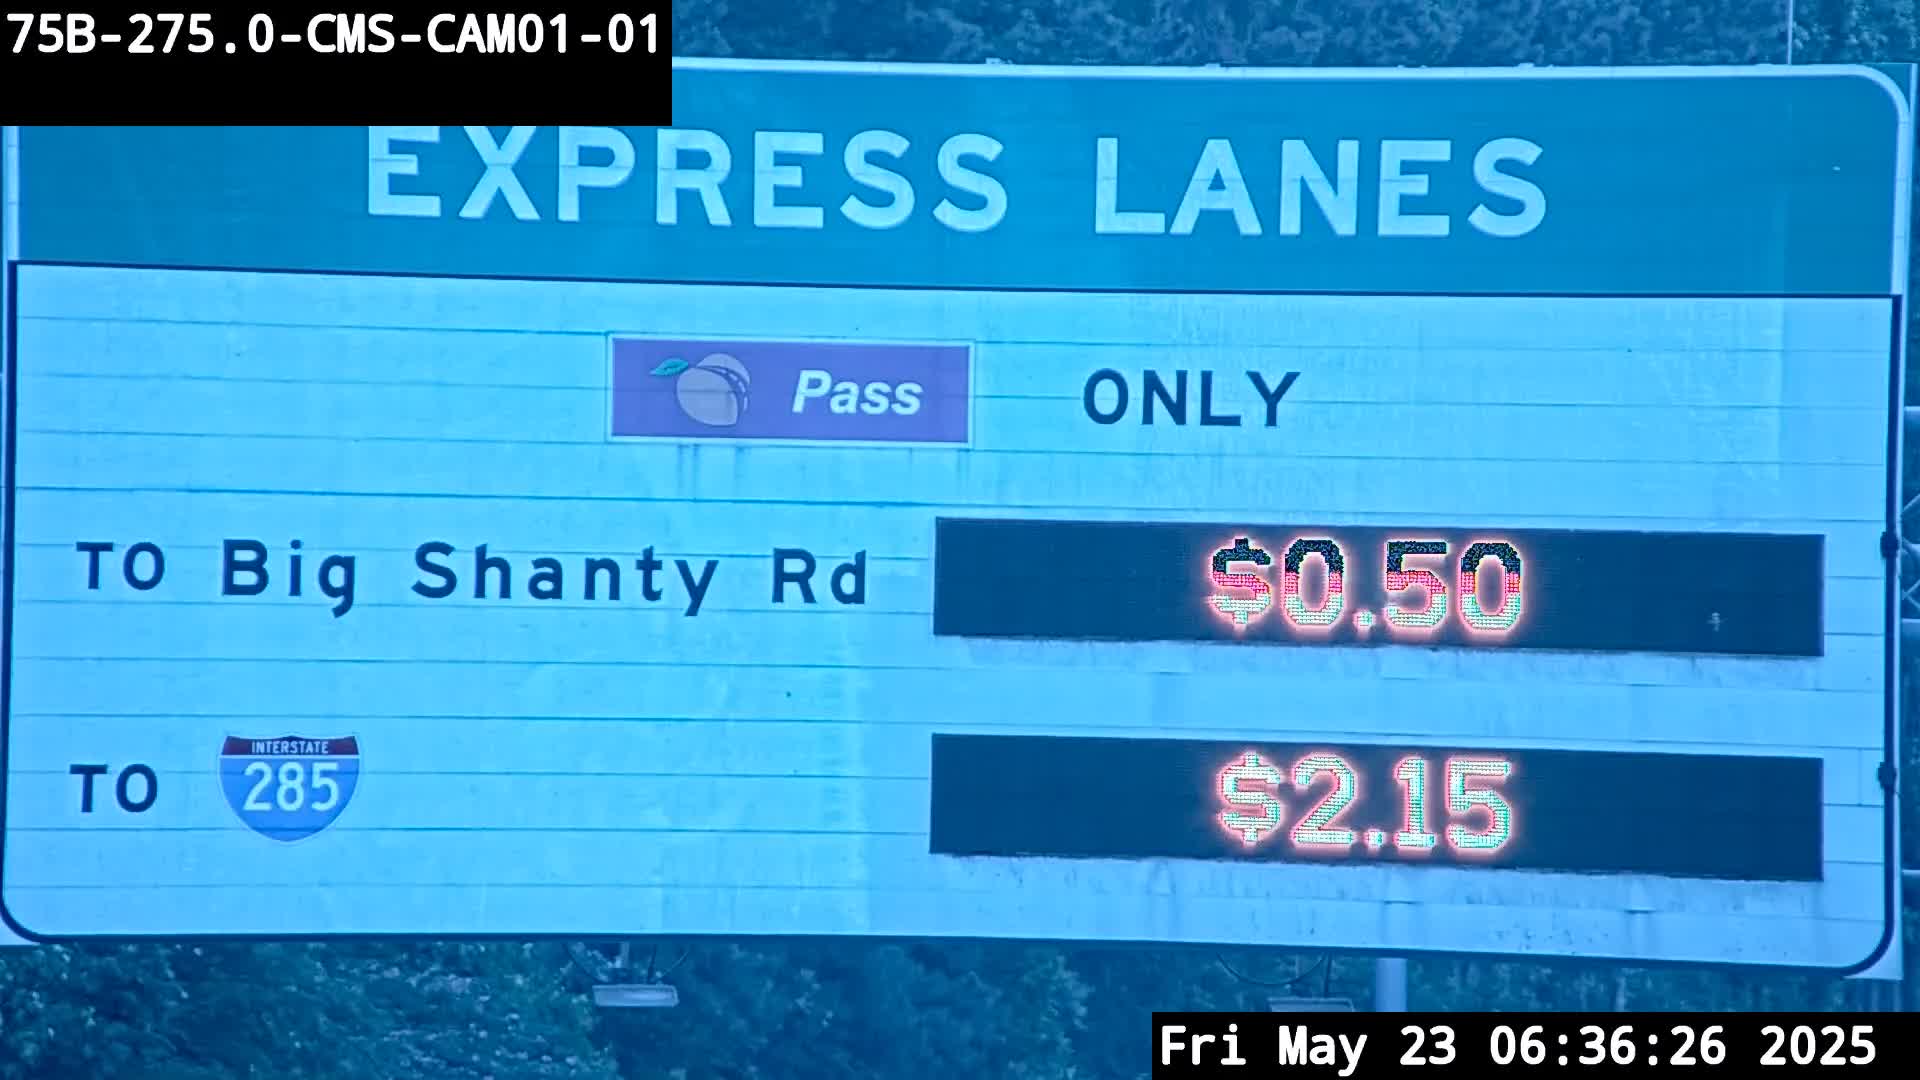 75B-275.0-CMS-CAM01-01
EXPRESS LANES
Pass ONLY
TO Big Shanty Rd $0.50
TO INTERSTATE 285 $2.15
Fri May 23 06:36:26 2025